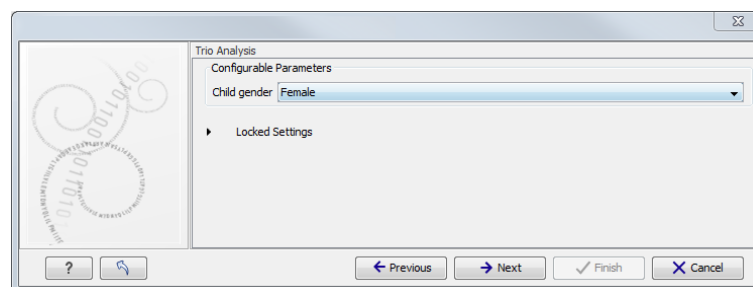 Trio Analysis
Configurable Parameters
Child gender Female
Locked Settings
? Previous Next Finish Cancel